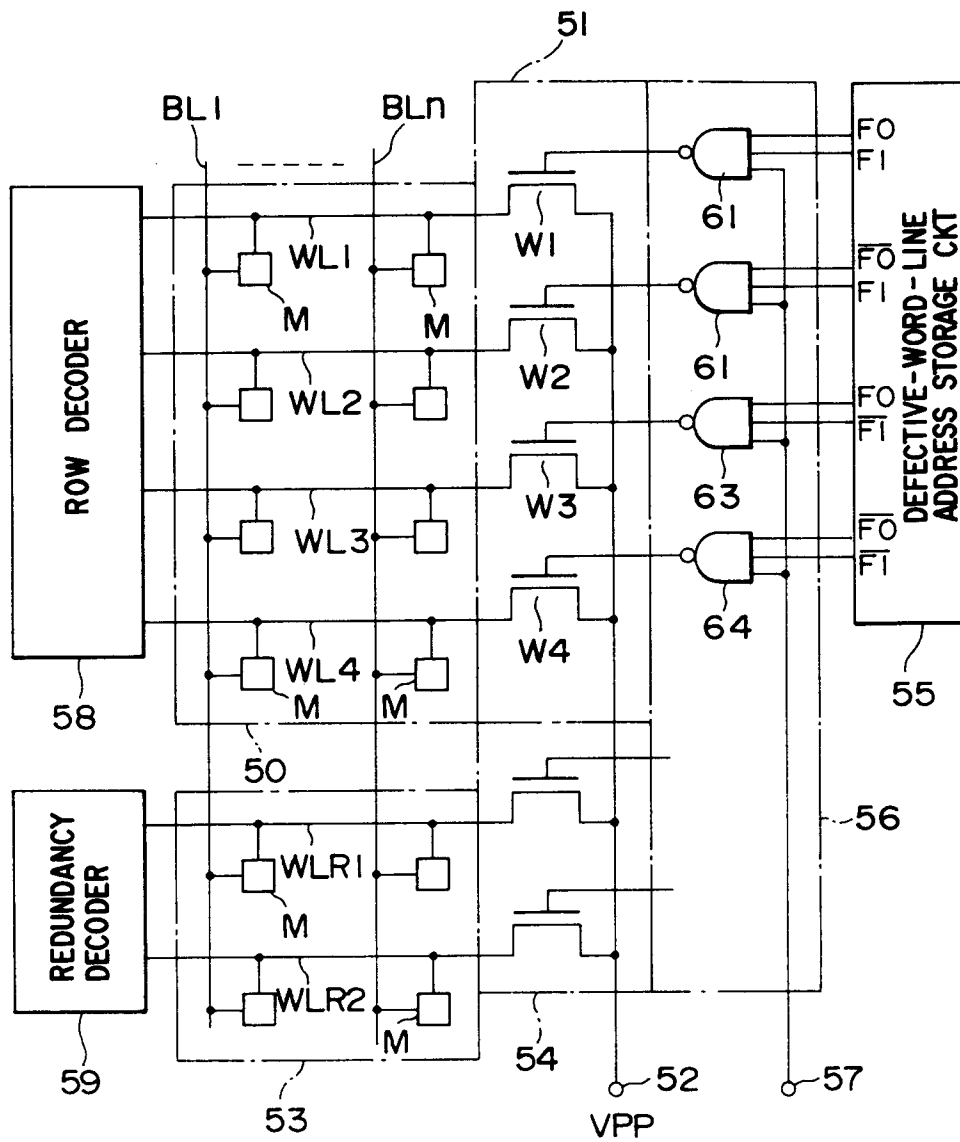 51
BL1
BLn
F0
F1
61
W1
WL1
M
M
F0
F1
61
W2
WL2
ROW DECODER
F0
F1
63
W3
WL3
DEFECTIVE-WORD-LINE
ADDRESS STORAGE CKT
F0
F1
64
W4
WL4
M
M
58
50
55
56
REDUNDANCY
DECODER
WLR1
M
WLR2
M
54
59
53
52
57
VPP